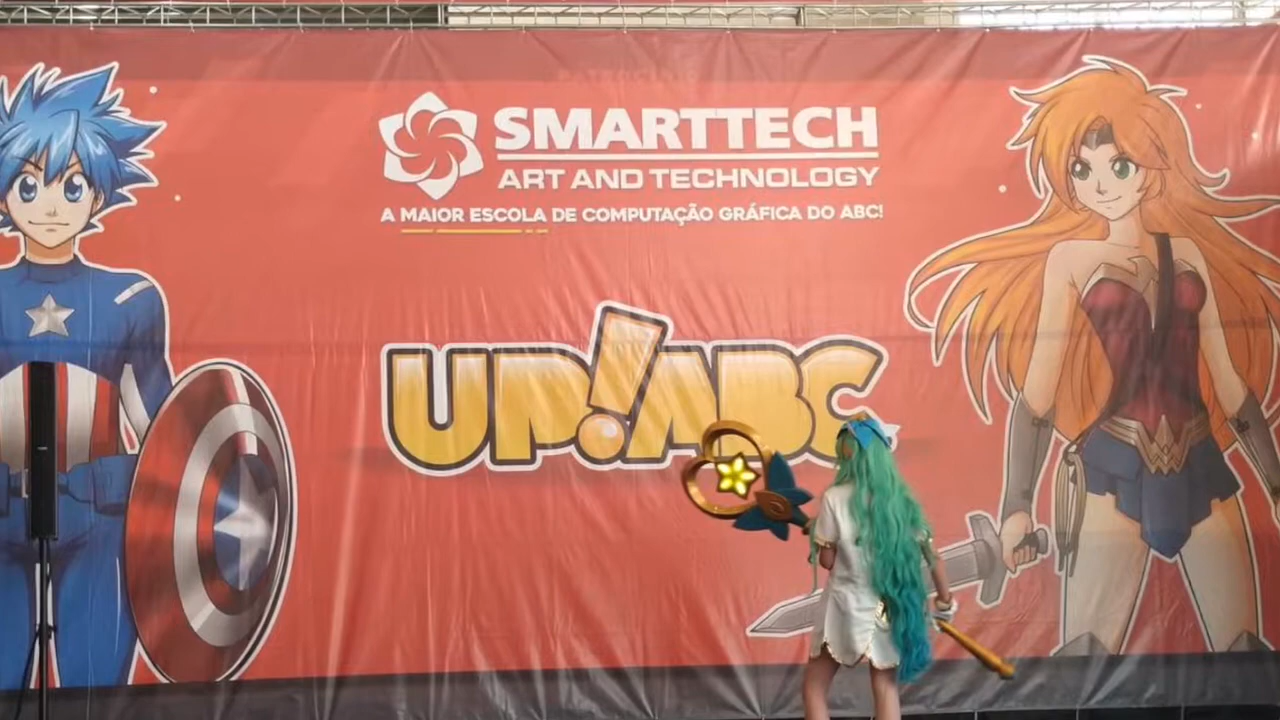 SMARTTECH
ART AND TECHNOLOGY
A MAIOR ESCOLA DE COMPUTAÇÃO GRÁFICA DO ABC!
UP!ABC